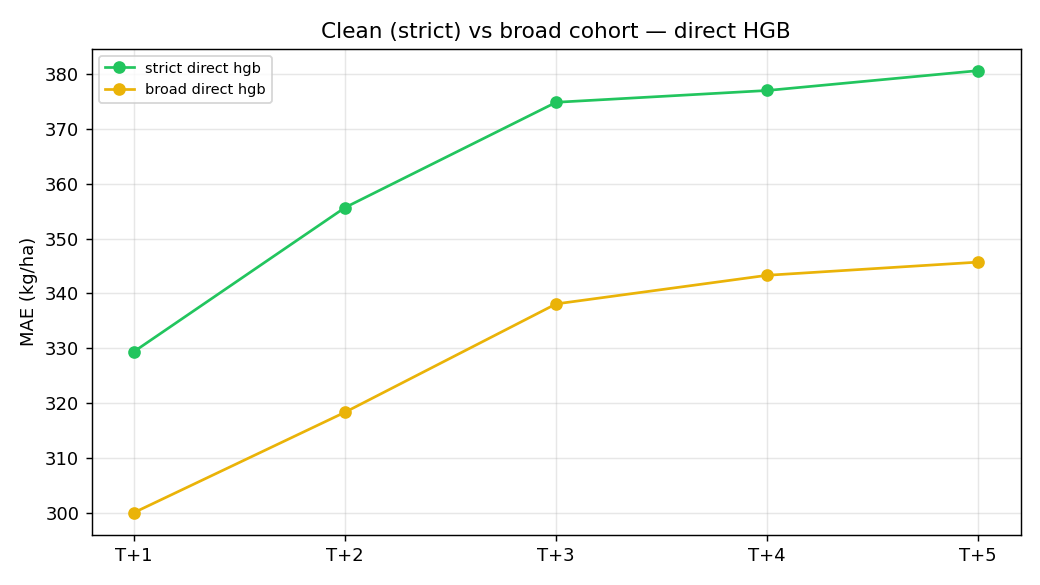 Clean (strict) vs broad cohort — direct HGB
strict direct hgb
broad direct hgb
MAE (kg/ha)
380
370
360
350
340
330
320
310
300
T+1 T+2 T+3 T+4 T+5